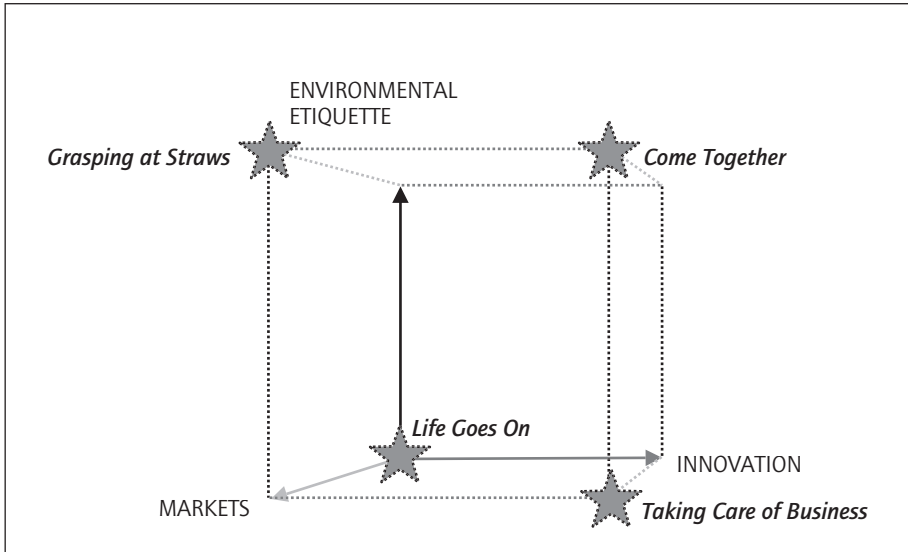 ENVIRONMENTAL
ETIQUETTE
Grasping at Straws
Come Together
Life Goes On
INNOVATION
MARKETS
Taking Care of Business